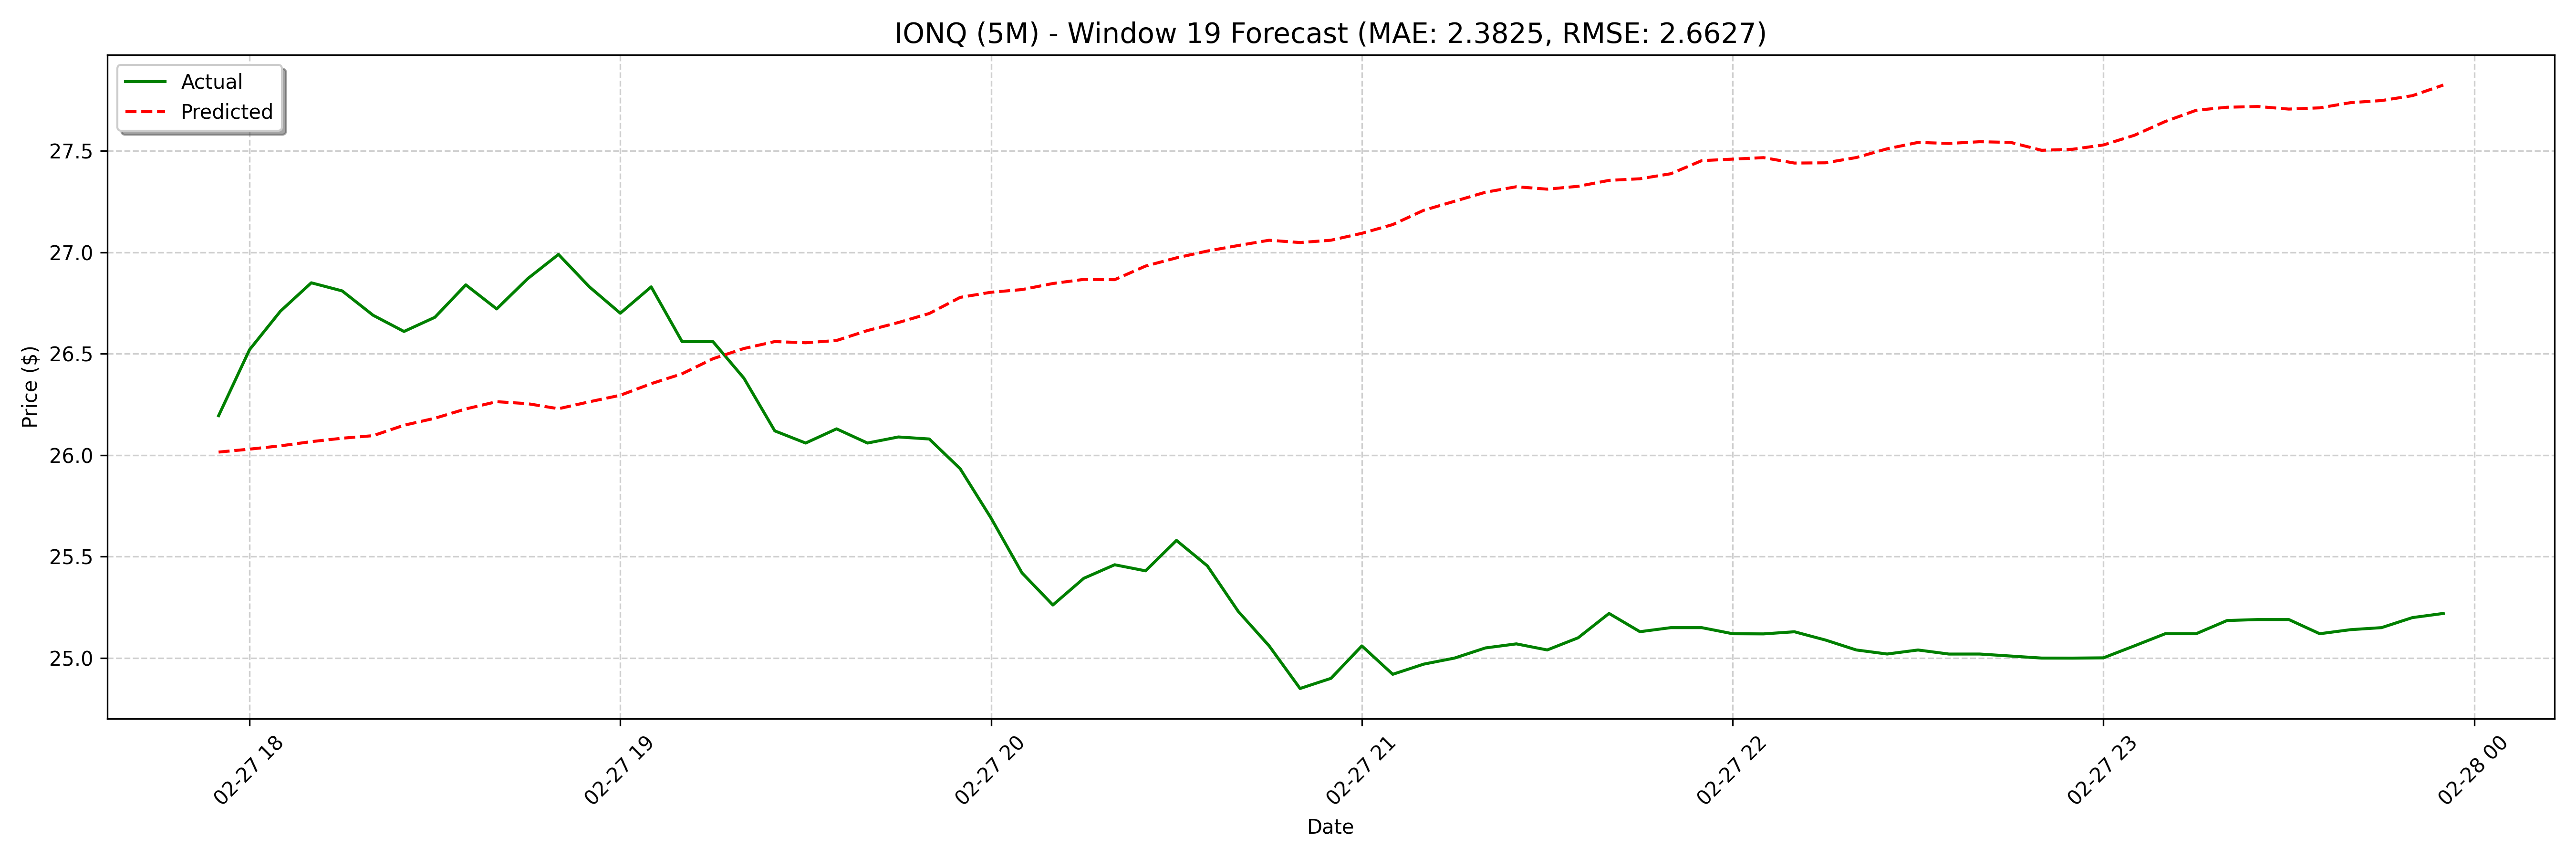 IONQ (5M) - Window 19 Forecast (MAE: 2.3825, RMSE: 2.6627)
Actual
Predicted
Price ($)
27.5
27.0
26.5
26.0
25.5
25.0
02-27 18
02-27 19
02-27 20
02-27 21
02-27 22
02-27 23
02-28 00
Date